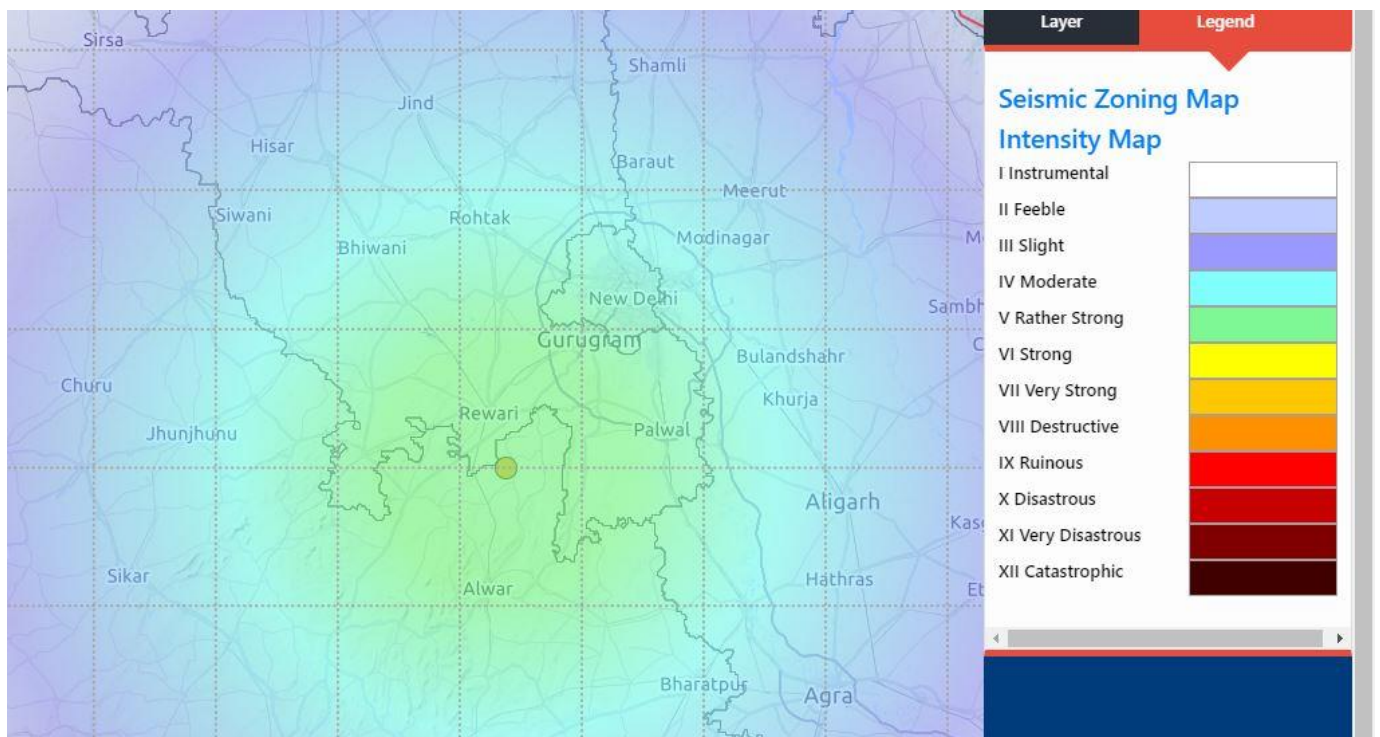 Sirsa
Shamli
Jind
Hisar
Baraut
Meerut
Siwani
Rohtak
Bhiwani
Modinagar
New Delhi
Gurugram
Bulandshahr
Churu
Khurja
Rewari
Jhunjhunu
Palwal
Aligarh
Sikar
Alwar
Hathras
Bharatpur
Agra
Layer
Legend
Seismic Zoning Map
Intensity Map
I Instrumental
II Feeble
III Slight
IV Moderate
V Rather Strong
VI Strong
VII Very Strong
VIII Destructive
IX Ruinous
X Disastrous
XI Very Disastrous
XII Catastrophic